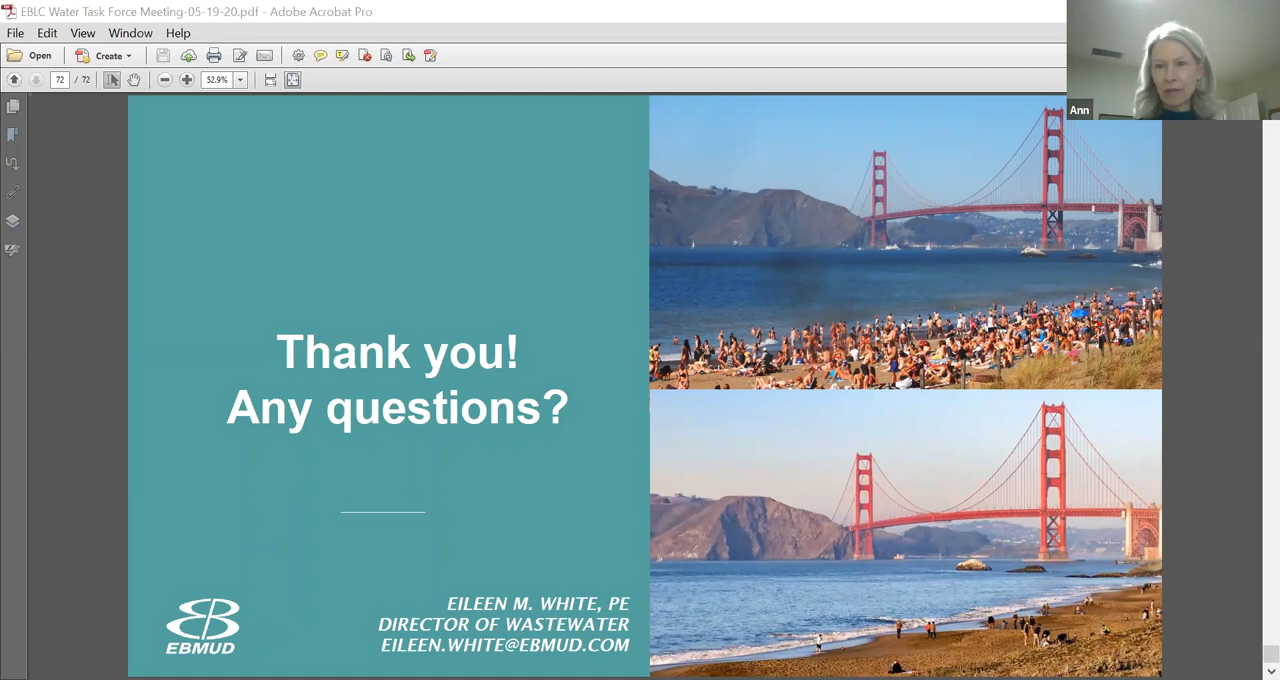 EBLC Water Task Force Meeting-05-19-20.pdf - Adobe Acrobat Pro
File Edit View Window Help
Open Create
72 / 72 52.9%
Ann
Thank you!
Any questions?
EILEEN M. WHITE, PE
DIRECTOR OF WASTEWATER
EILEEN.WHITE@EBMUD.COM
EBMUD